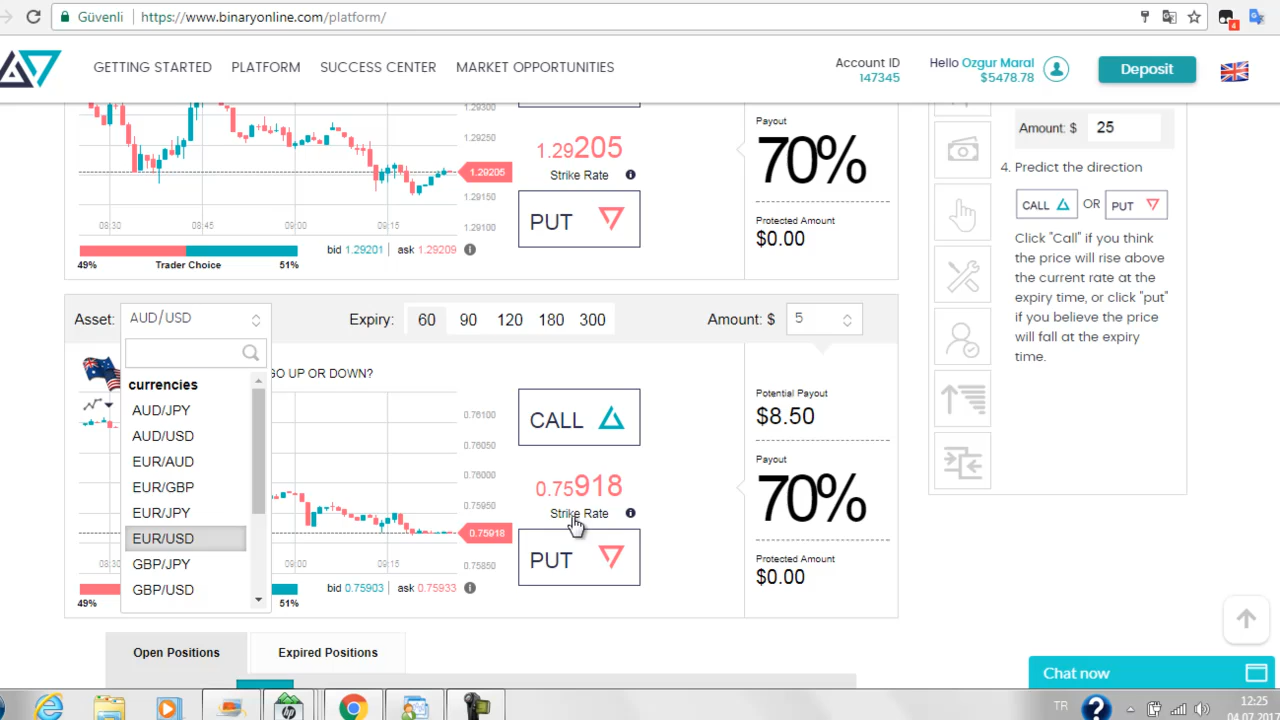 Güvenli
https://www.binaryonline.com/platform/
4
GETTING STARTED
PLATFORM
SUCCESS CENTER
MARKET OPPORTUNITIES
Account ID
147345
Hello Ozgur Maral
$5478.78
Deposit
1.29300
1.29250
1.29205
1.29150
1.29100
08:30
08:45
09:00
09:15
49%
Trader Choice
51%
bid 1.29201
ask 1.29209
1.29205
Strike Rate
PUT
Payout
70%
Protected Amount
$0.00
Amount: $ 25
4. Predict the direction
CALL OR PUT
Click "Call" if you think
the price will rise above
the current rate at the
expiry time, or click "put"
if you believe the price
will fall at the expiry
time.
Asset: AUD/USD
Expiry: 60 90 120 180 300
Amount: $ 5
GO UP OR DOWN?
currencies
AUD/JPY
AUD/USD
EUR/AUD
EUR/GBP
EUR/JPY
EUR/USD
GBP/JPY
GBP/USD
0.76100
0.76050
0.76000
0.75950
0.75918
0.75850
08:30
09:00
09:15
49%
51%
bid 0.75903
ask 0.75933
CALL
0.75918
Strike Rate
PUT
Potential Payout
$8.50
Payout
70%
Protected Amount
$0.00
Open Positions
Expired Positions
Chat now
TR
12:25